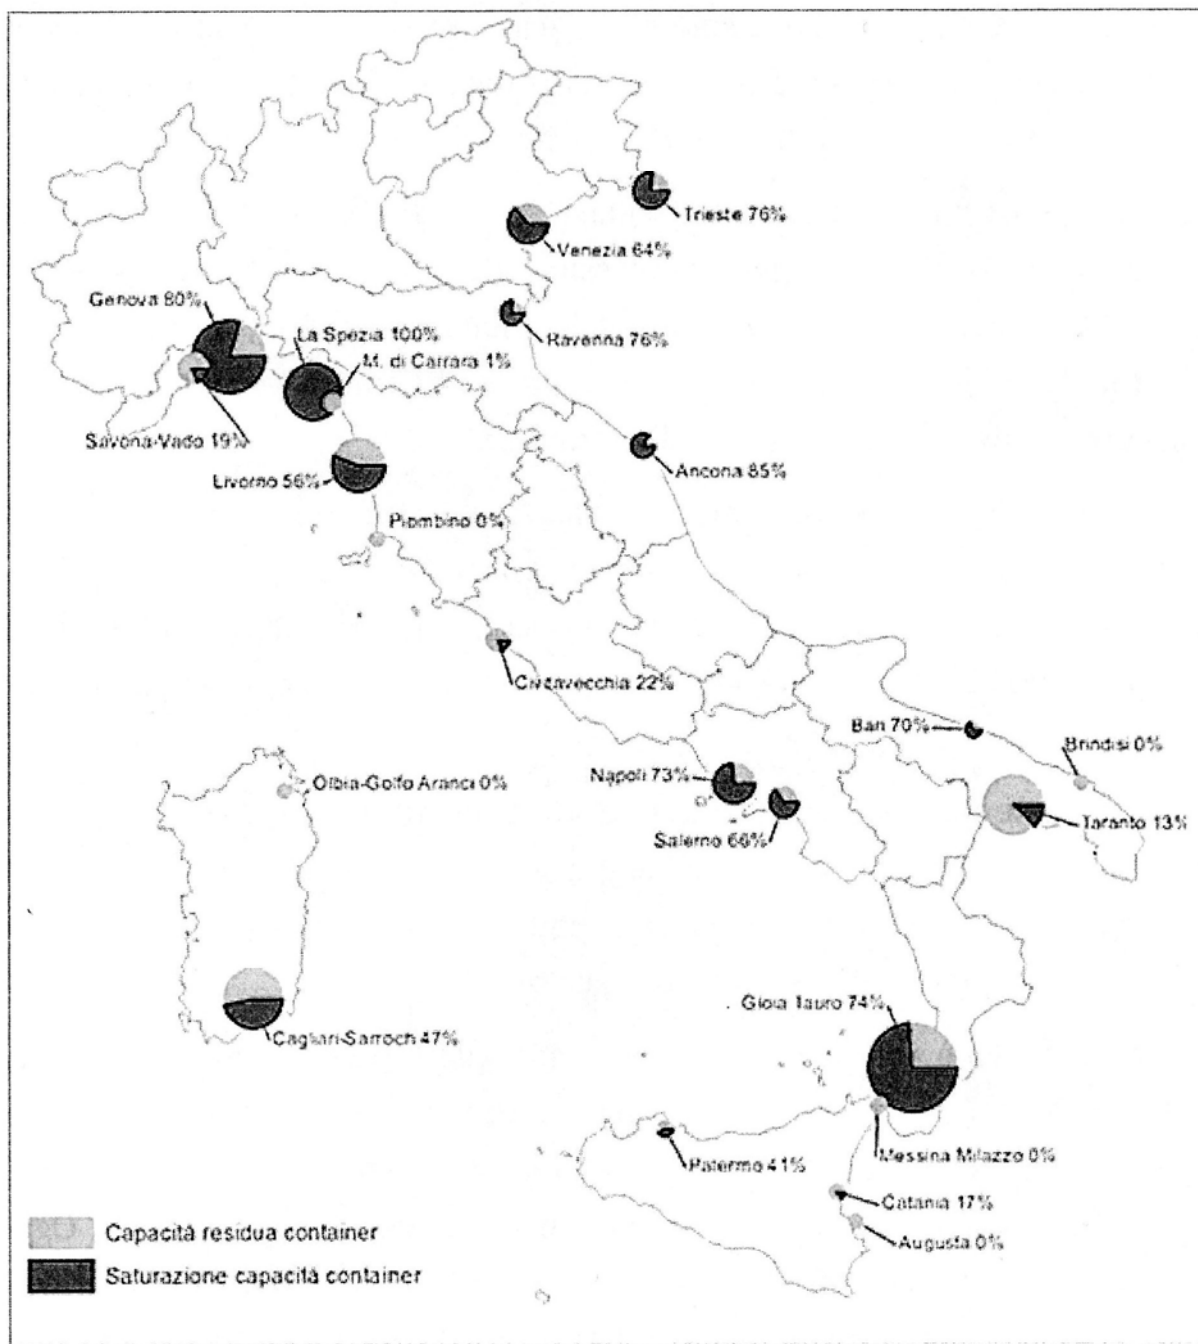 Trieste 76%
Venezia 64%
Genova 80%
Ravenna 76%
La Spezia 100%
M. di Carrara 1%
Savona-Vado 19%
Ancona 85%
Livorno 56%
Piombino 0%
Civitavecchia 22%
Bari 70%
Brindisi 0%
Napoli 73%
Olbia-Golfo Aranci 0%
Taranto 13%
Salerno 66%
Gioia Tauro 74%
Cagliari-Sarroch 47%
Messina Milazzo 0%
Palermo 41%
Catania 17%
Augusta 0%
Capacità residua container
Saturazione capacità container